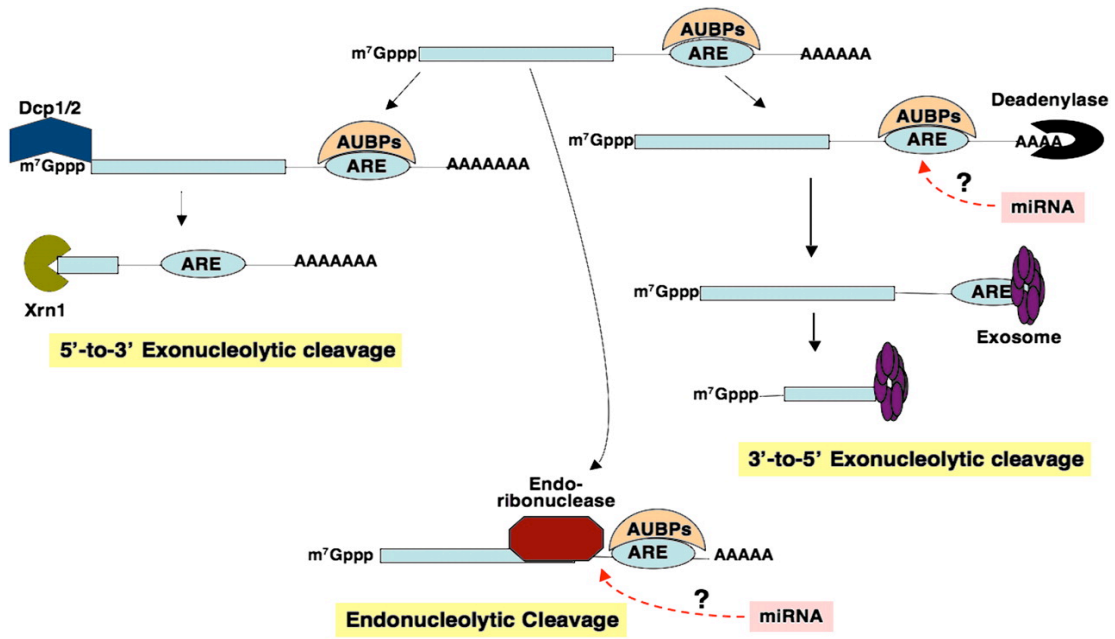 AUBPs
m7Gppp ARE AAAAAA
Dcp1/2
AUBPs
m7Gppp ARE AAAAAAA
Deadenylase
AUBPs
m7Gppp ARE AAAA
?
miRNA
ARE AAAAAAA
Xrn1
5’-to-3’ Exonucleolytic cleavage
m7Gppp ARE
Exosome
m7Gppp
3’-to-5’ Exonucleolytic cleavage
Endo-
ribonuclease
AUBPs
m7Gppp ARE AAAAA
?
miRNA
Endonucleolytic Cleavage